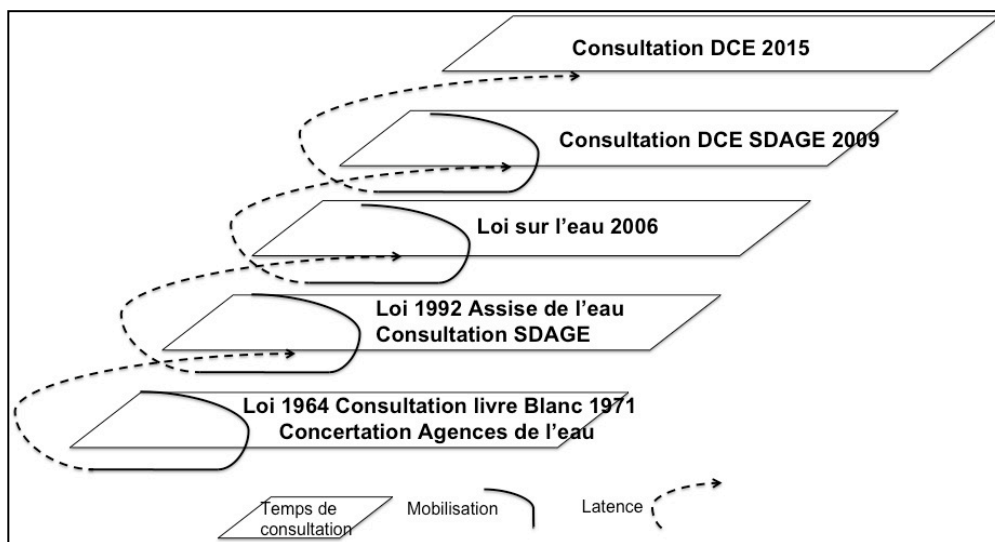 Consultation DCE 2015
Consultation DCE SDAGE 2009
Loi sur l’eau 2006
Loi 1992 Assise de l’eau
Consultation SDAGE
Loi 1964 Consultation livre Blanc 1971
Concertation Agences de l’eau
Temps de
consultation
Mobilisation
Latence